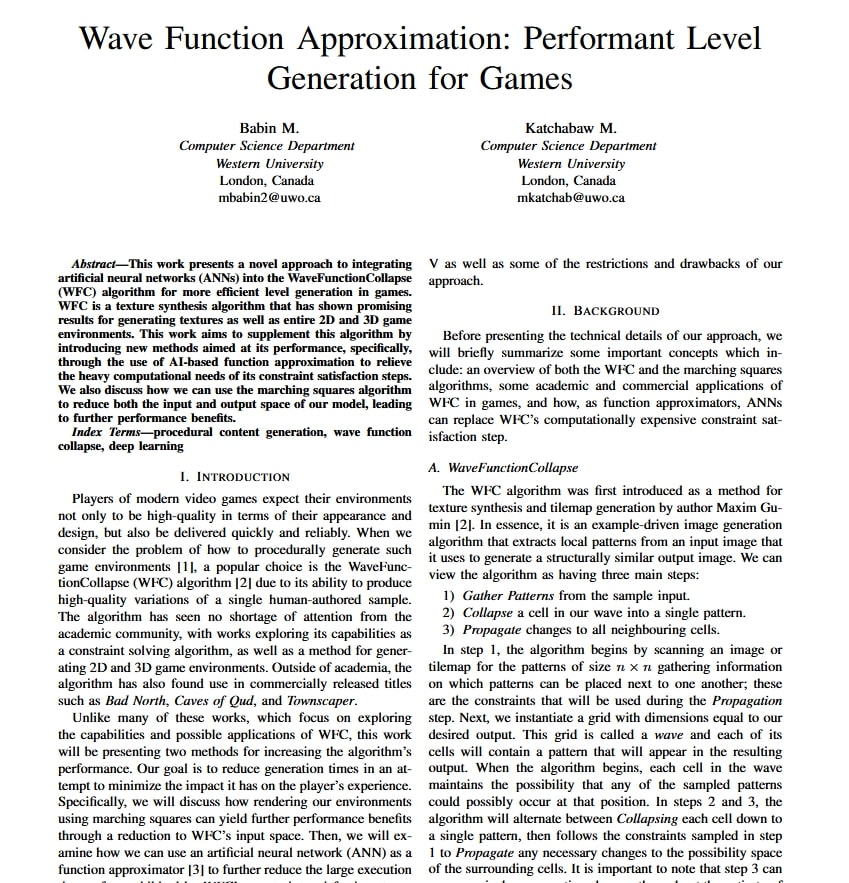 Wave Function Approximation: Performant Level
Generation for Games
Babin M.
Computer Science Department
Western University
London, Canada
mbabin2@uwo.ca
Katchabaw M.
Computer Science Department
Western University
London, Canada
mkatchab@uwo.ca
Abstract—This work presents a novel approach to integrating
artificial neural networks (ANNs) into the WaveFunctionCollapse
(WFC) algorithm for more efficient level generation in games.
WFC is a texture synthesis algorithm that has shown promising
results for generating textures as well as entire 2D and 3D game
environments. This work aims to supplement this algorithm by
introducing new methods aimed at its performance, specifically,
through the use of AI-based function approximation to relieve
the heavy computational needs of its constraint satisfaction steps.
We also discuss how we can use the marching squares algorithm
to reduce both the input and output space of our model, leading
to further performance benefits.
Index Terms—procedural content generation, wave function
collapse, deep learning
I. INTRODUCTION
Players of modern video games expect their environments
not only to be high-quality in terms of their appearance and
design, but also be delivered quickly and reliably. When we
consider the problem of how to procedurally generate such
game environments [1], a popular choice is the WaveFunc-
tionCollapse (WFC) algorithm [2] due to its ability to produce
high-quality variations of a single human-authored sample.
The algorithm has seen no shortage of attention from the
academic community, with works exploring its capabilities as
a constraint solving algorithm, as well as a method for gener-
ating 2D and 3D game environments. Outside of academia, the
algorithm has also found use in commercially released titles
such as Bad North, Caves of Qud, and Townscaper.
Unlike many of these works, which focus on exploring
the capabilities and possible applications of WFC, this work
will be presenting two methods for increasing the algorithm's
performance. Our goal is to reduce generation times in an at-
tempt to minimize the impact it has on the player's experience.
Specifically, we will discuss how rendering our environments
using marching squares can yield further performance benefits
through a reduction to WFC's input space. Then, we will ex-
amine how we can use an artificial neural network (ANN) as a
function approximator [3] to further reduce the large execution
V as well as some of the restrictions and drawbacks of our
approach.
II. BACKGROUND
Before presenting the technical details of our approach, we
will briefly summarize some important concepts which in-
clude: an overview of both the WFC and the marching squares
algorithms, some academic and commercial applications of
WFC in games, and how, as function approximators, ANNs
can replace WFC's computationally expensive constraint sat-
isfaction step.
A. WaveFunctionCollapse
The WFC algorithm was first introduced as a method for
texture synthesis and tilemap generation by author Maxim Gu-
min [2]. In essence, it is an example-driven image generation
algorithm that extracts local patterns from an input image that
it uses to generate a structurally similar output image. We can
view the algorithm as having three main steps:
1) Gather Patterns from the sample input.
2) Collapse a cell in our wave into a single pattern.
3) Propagate changes to all neighbouring cells.
In step 1, the algorithm begins by scanning an image or
tilemap for the patterns of size n × n gathering information
on which patterns can be placed next to one another; these
are the constraints that will be used during the Propagation
step. Next, we instantiate a grid with dimensions equal to our
desired output. This grid is called a wave and each of its
cells will contain a pattern that will appear in the resulting
output. When the algorithm begins, each cell in the wave
maintains the possibility that any of the sampled patterns
could possibly occur at that position. In steps 2 and 3, the
algorithm will alternate between Collapsing each cell down to
a single pattern, then follows the constraints sampled in step
1 to Propagate any necessary changes to the possibility space
of the surrounding cells. It is important to note that step 3 can